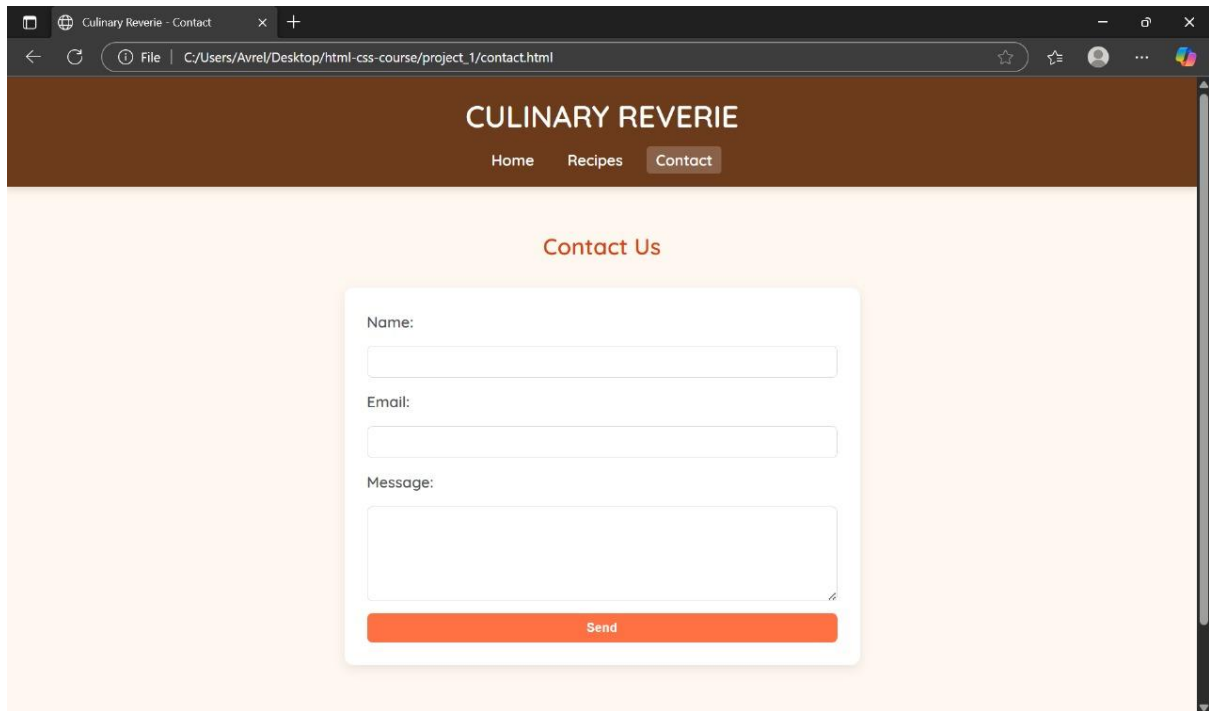 Culinary Reverie - Contact
File C:/Users/Avrel/Desktop/html-css-course/project_1/contact.html
CULINARY REVERIE
Home Recipes Contact
Contact Us
Name:
Email:
Message:
Send